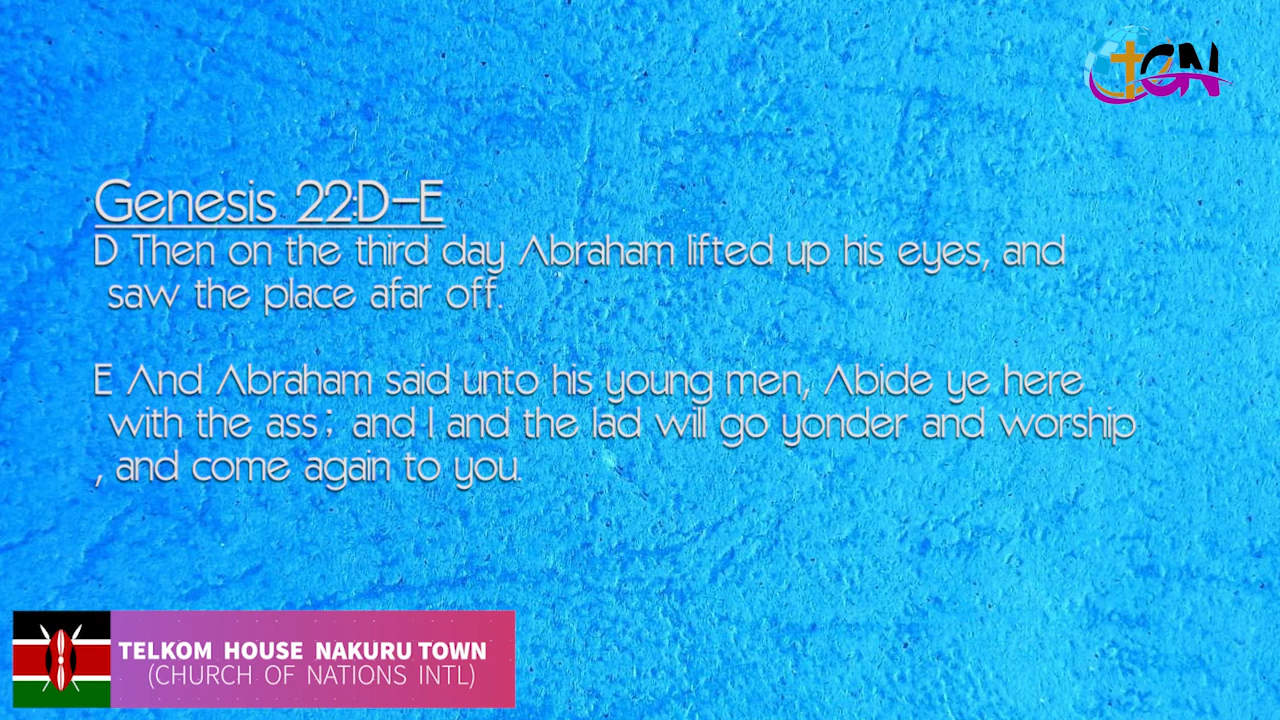 GN
Genesis 22:D-E
D Then on the third day Abraham lifted up his eyes, and
saw the place afar off.
E And Abraham said unto his young men, Abide ye here
with the ass; and I and the lad will go yonder and worship
, and come again to you.
TELKOM HOUSE NAKURU TOWN
(CHURCH OF NATIONS INTL)